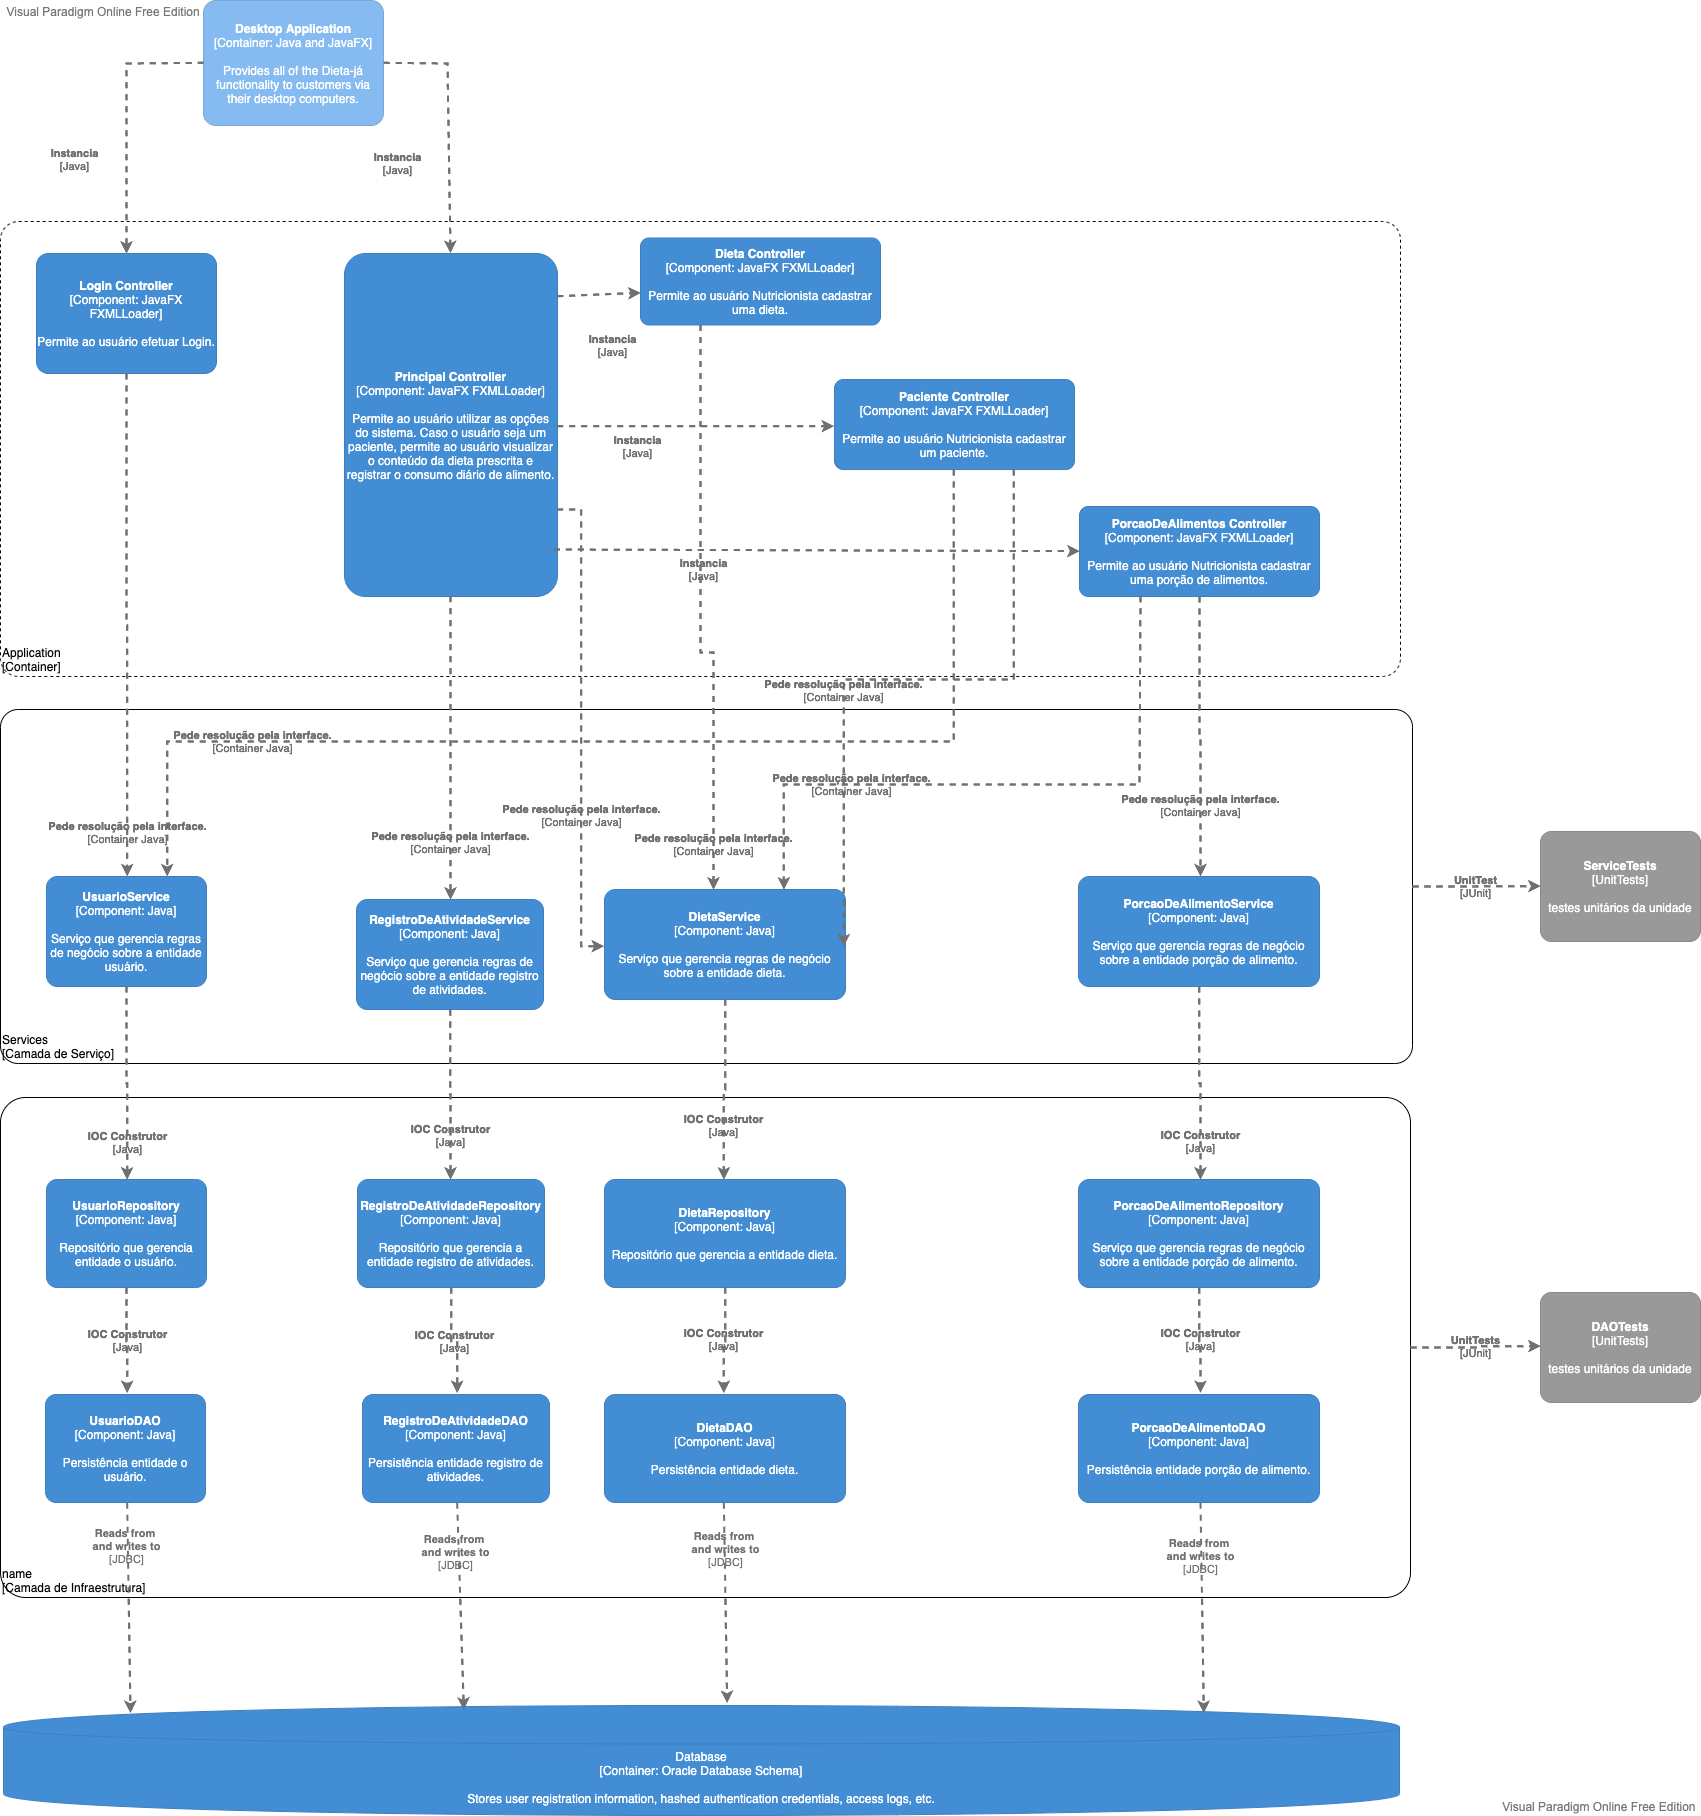 Visual Paradigm Online Free Edition
Desktop Application
[Container: Java and JavaFX]
Provides all of the Dieta-já
functionality to customers via
their desktop computers.
Instancia
[Java]
Instancia
[Java]
Login Controller
[Component: JavaFX
FXMLLoader]
Permite ao usuário efetuar Login.
Principal Controller
[Component: JavaFX FXMLLoader]
Permite ao usuário utilizar as opções
do sistema. Caso o usuário seja um
paciente, permite ao usuário visualizar
o conteúdo da dieta prescrita e
registrar o consumo diário de alimento.
Dieta Controller
[Component: JavaFX FXMLLoader]
Permite ao usuário Nutricionista cadastrar
uma dieta.
Instancia
[Java]
Paciente Controller
[Component: JavaFX FXMLLoader]
Permite ao usuário Nutricionista cadastrar
um paciente.
Instancia
[Java]
PorcaoDeAlimentos Controller
[Component: JavaFX FXMLLoader]
Permite ao usuário Nutricionista cadastrar
uma porção de alimentos.
Instancia
[Java]
Application
[Container]
Pede resolução pela interface.
[Container Java]
Pede resolução pela interface.
[Container Java]
Pede resolução pela interface.
[Container Java]
Pede resolução pela interface.
[Container Java]
Pede resolução pela interface.
[Container Java]
Pede resolução pela interface.
[Container Java]
Pede resolução pela interface.
[Container Java]
Pede resolução pela interface.
[Container Java]
UsuarioService
[Component: Java]
Serviço que gerencia regras
de negócio sobre a entidade
usuário.
RegistroDeAtividadeService
[Component: Java]
Serviço que gerencia regras de
negócio sobre a entidade registro
de atividades.
DietaService
[Component: Java]
Serviço que gerencia regras de negócio
sobre a entidade dieta.
PorcaoDeAlimentoService
[Component: Java]
Serviço que gerencia regras de negócio
sobre a entidade porção de alimento.
UnitTest
[JUnit]
ServiceTests
[UnitTests]
testes unitários da unidade
Services
[Camada de Serviço]
IOC Construtor
[Java]
IOC Construtor
[Java]
IOC Construtor
[Java]
IOC Construtor
[Java]
UsuarioRepository
[Component: Java]
Repositório que gerencia
entidade o usuário.
RegistroDeAtividadeRepository
[Component: Java]
Repositório que gerencia a
entidade registro de atividades.
DietaRepository
[Component: Java]
Repositório que gerencia a entidade dieta.
PorcaoDeAlimentoRepository
[Component: Java]
Serviço que gerencia regras de negócio
sobre a entidade porção de alimento.
IOC Construtor
[Java]
IOC Construtor
[Java]
IOC Construtor
[Java]
IOC Construtor
[Java]
UnitTests
[JUnit]
DAOTests
[UnitTests]
testes unitários da unidade
UsuarioDAO
[Component: Java]
Persistência entidade o
usuário.
RegistroDeAtividadeDAO
[Component: Java]
Persistência entidade registro de
atividades.
DietaDAO
[Component: Java]
Persistência entidade dieta.
PorcaoDeAlimentoDAO
[Component: Java]
Persistência entidade porção de alimento.
Reads from
and writes to
[JDBC]
Reads from
and writes to
[JDBC]
Reads from
and writes to
[JDBC]
Reads from
and writes to
[JDBC]
name
[Camada de Infraestrutura]
Database
[Container: Oracle Database Schema]
Stores user registration information, hashed authentication credentials, access logs, etc.
Visual Paradigm Online Free Edition